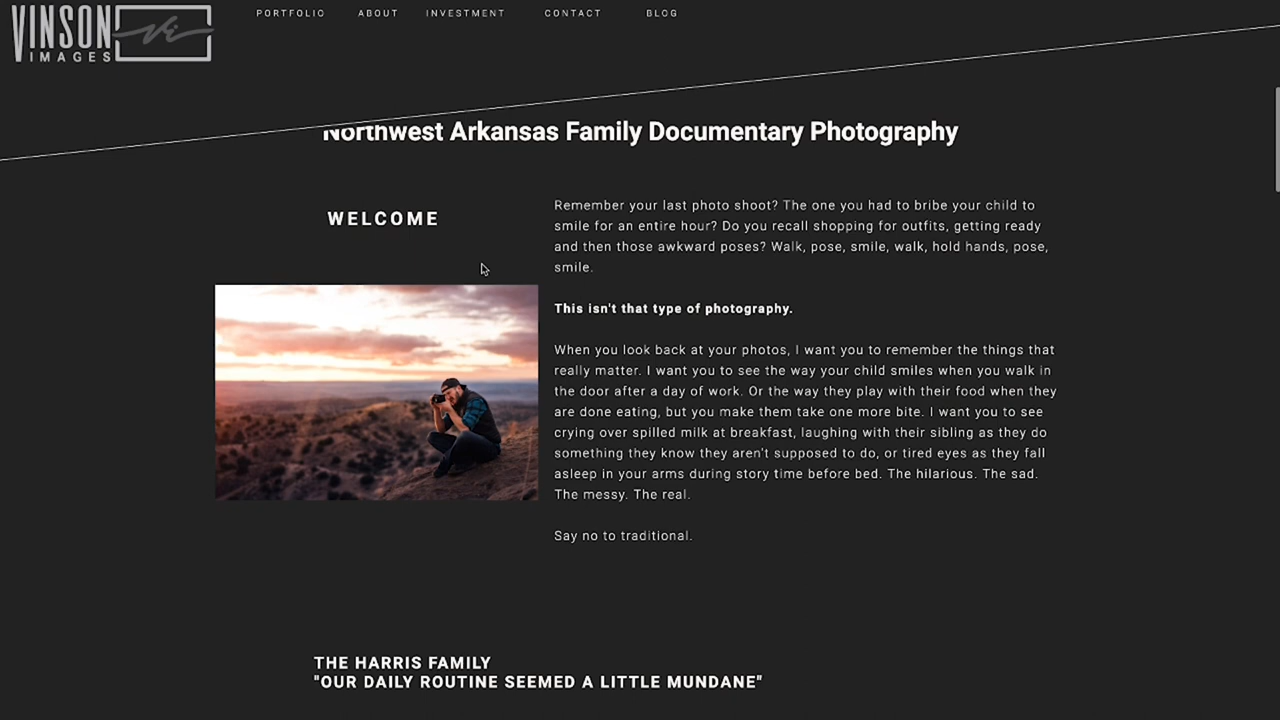 VINSON
IMAGES
PORTFOLIO
ABOUT
INVESTMENT
CONTACT
BLOG
Northwest Arkansas Family Documentary Photography
WELCOME
Remember your last photo shoot? The one you had to bribe your child to
smile for an entire hour? Do you recall shopping for outfits, getting ready
and then those awkward poses? Walk, pose, smile, walk, hold hands, pose,
smile.
This isn't that type of photography.
When you look back at your photos, I want you to remember the things that
really matter. I want you to see the way your child smiles when you walk in
the door after a day of work. Or the way they play with their food when they
are done eating, but you make them take one more bite. I want you to see
crying over spilled milk at breakfast, laughing with their sibling as they do
something they know they aren't supposed to do, or tired eyes as they fall
asleep in your arms during story time before bed. The hilarious. The sad.
The messy. The real.
Say no to traditional.
THE HARRIS FAMILY
"OUR DAILY ROUTINE SEEMED A LITTLE MUNDANE"